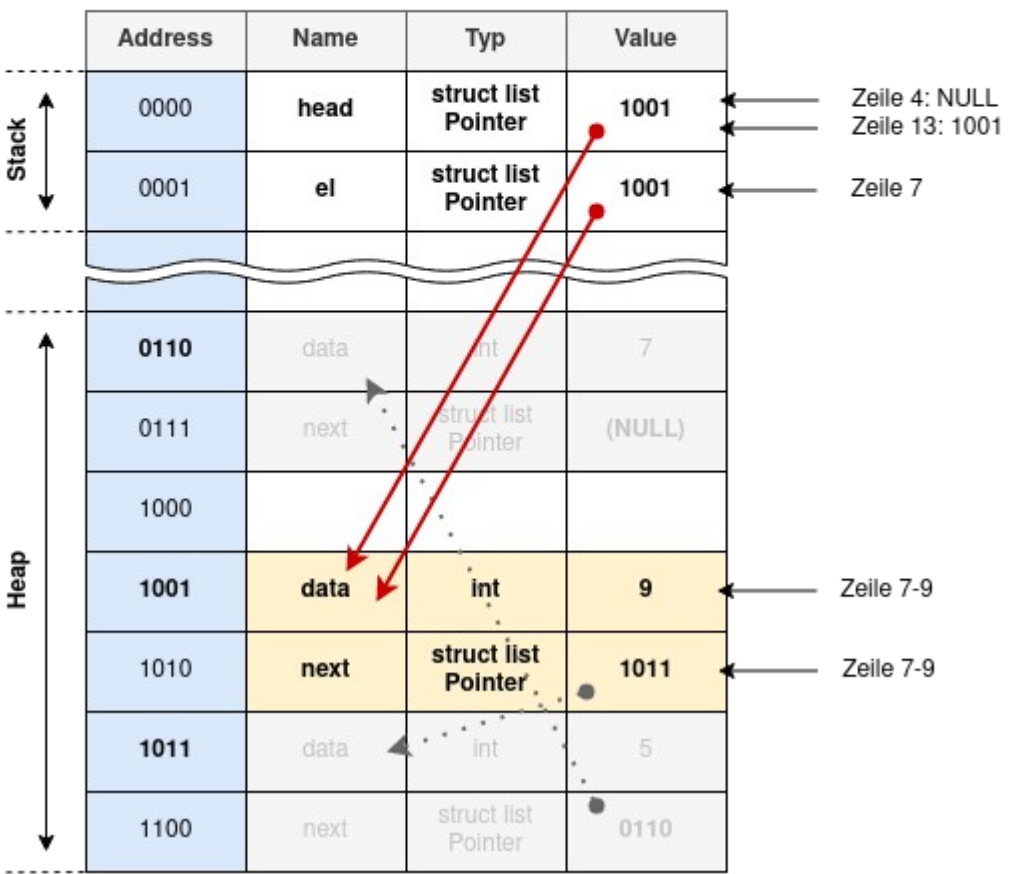 Address Name Typ Value
Stack
0000 head struct list Pointer 1001
Zeile 4: NULL
Zeile 13: 1001
0001 el struct list Pointer 1001
Zeile 7
Heap
0110 data int 7
0111 next struct list Pointer (NULL)
1000
1001 data int 9
Zeile 7-9
1010 next struct list Pointer 1011
Zeile 7-9
1011 data int 5
1100 next struct list Pointer 0110